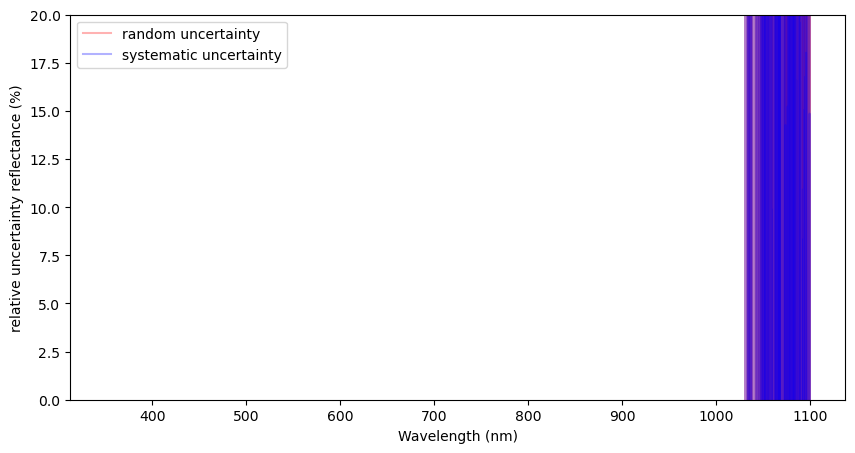 random uncertainty
systematic uncertainty
relative uncertainty reflectance (%)
20.0
17.5
15.0
12.5
10.0
7.5
5.0
2.5
0.0
400 500 600 700 800 900 1000 1100
Wavelength (nm)